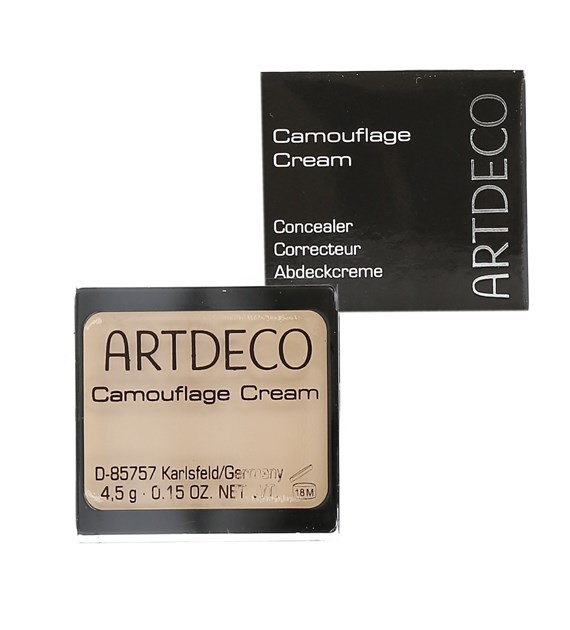 Camouflage
Cream
Concealer
Correcteur
Abdeckcreme
ARTDECO
ARTDECO
Camouflage Cream
D-85757 Karlsfeld/Germany
4,5 g · 0.15 OZ. NET
18M